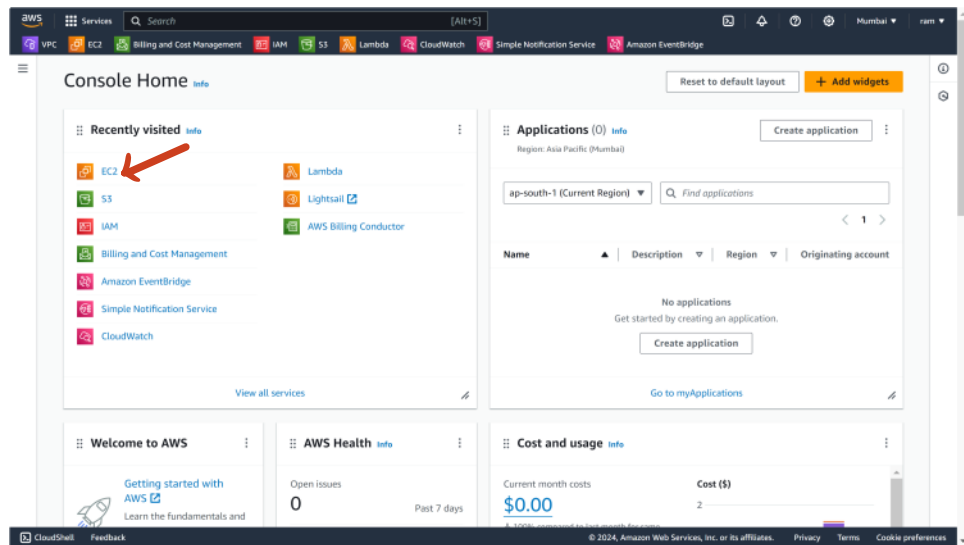 aws
Services
Search
[Alt+S]
Mumbai ▼
ram ▼
VPC
EC2
Billing and Cost Management
IAM
S3
Lambda
CloudWatch
Simple Notification Service
Amazon EventBridge
Console Home Info
Reset to default layout
+ Add widgets
Recently visited Info
EC2
S3
IAM
Billing and Cost Management
Amazon EventBridge
Simple Notification Service
CloudWatch
Lambda
Lightsail
AWS Billing Conductor
View all services
Applications (0) Info
Region: Asia Pacific (Mumbai)
Create application
ap-south-1 (Current Region) ▼
Find applications
1
Name
Description
Region
Originating account
No applications
Get started by creating an application.
Create application
Go to myApplications
Welcome to AWS
Getting started with
AWS
Learn the fundamentals and
AWS Health Info
Open issues
0
Past 7 days
Cost and usage Info
Current month costs
$0.00
Cost ($)
2
CloudShell
Feedback
© 2024, Amazon Web Services, Inc. or its affiliates.
Privacy
Terms
Cookie preferences